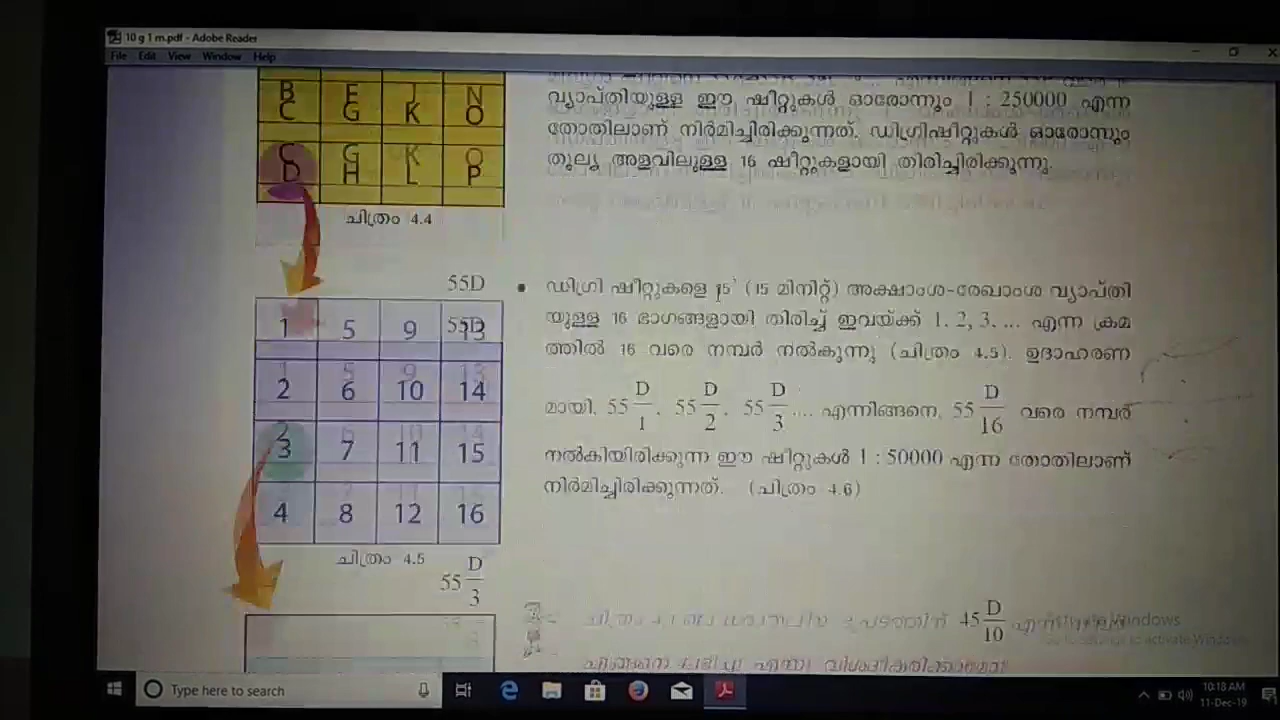 10 g 1 m.pdf - Adobe Reader
File Edit View Window Help
B E J N
C G K O
C G K O
D H L P
ചിത്രം 4.4
വ്യാപ്തിയുള്ള ഈ ഷീറ്റുകൾ ഓരോന്നും 1 : 250000 എന്ന
തോതിലാണ് നിർമിച്ചിരിക്കുന്നത്. ഡിഗ്രിഷീറ്റുകൾ ഓരോന്നും
തുല്യ അളവിലുള്ള 16 ഷീറ്റുകളായി തിരിച്ചിരിക്കുന്നു.
55D
55D
1 5 9 13
2 6 10 14
3 7 11 15
4 8 12 16
ചിത്രം 4.5
55 D/3
• ഡിഗ്രി ഷീറ്റുകളെ 15' (15 മിനിറ്റ്) അക്ഷാംശ-രേഖാംശ വ്യാപ്തി
യുള്ള 16 ഭാഗങ്ങളായി തിരിച്ച് ഇവയ്ക്ക് 1, 2, 3, ... എന്ന ക്രമ
ത്തിൽ 16 വരെ നമ്പർ നൽകുന്നു (ചിത്രം 4.5). ഉദാഹരണ
മായി, 55 D/1, 55 D/2, 55 D/3 .... എന്നിങ്ങനെ, 55 D/16 വരെ നമ്പർ
നൽകിയിരിക്കുന്ന ഈ ഷീറ്റുകൾ 1 : 50000 എന്ന തോതിലാണ്
നിർമിച്ചിരിക്കുന്നത്. (ചിത്രം 4.6)
45 D/10
Windows
Type here to search
10:18 AM
11-Dec-19